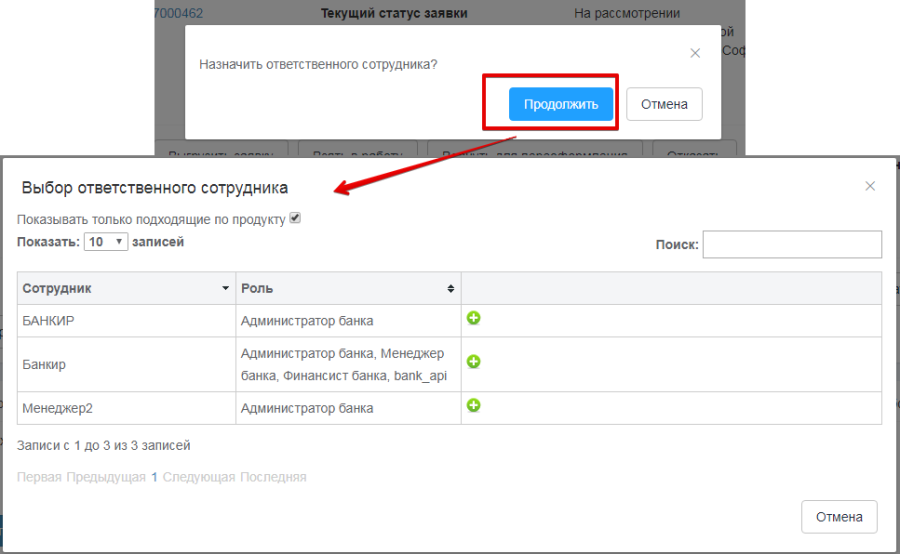 7000462 Текущий статус заявки На рассмотрении
ой
Соф
Назначить ответственного сотрудника?
Продолжить Отмена
Выбор ответственного сотрудника
Показывать только подходящие по продукту
Показать: 10 записей
Поиск:
Сотрудник Роль
БАНКИР Администратор банка
Банкир Администратор банка, Менеджер
банка, Финансист банка, bank_api
Менеджер2 Администратор банка
Записи с 1 до 3 из 3 записей
Первая Предыдущая 1 Следующая Последняя
Отмена